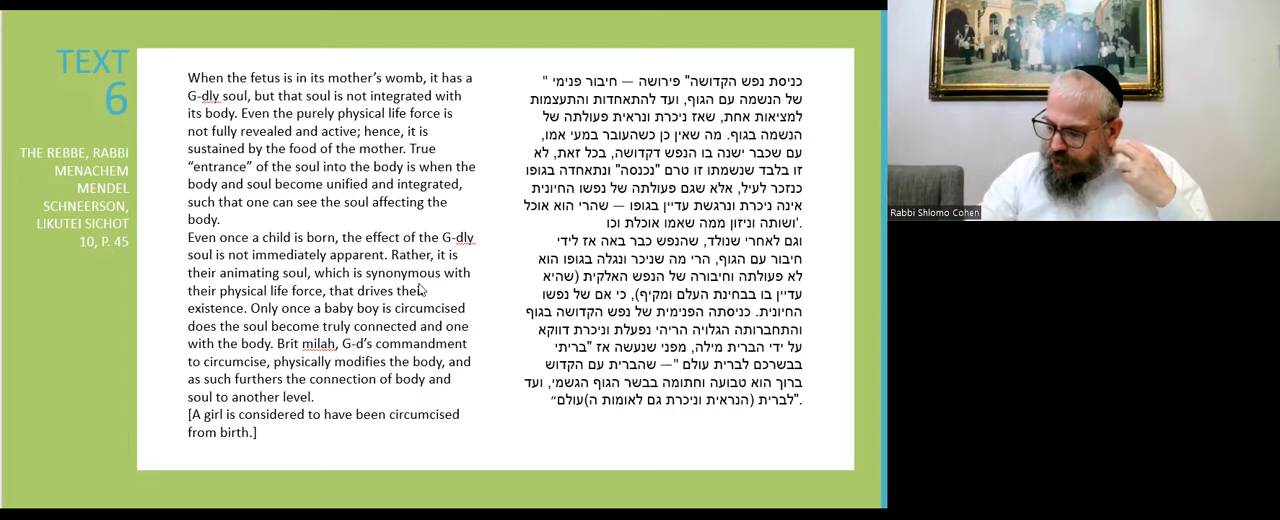 TEXT
6
THE REBBE, RABBI
MENACHEM
MENDEL
SCHNEERSON,
LIKUTEI SICHOT
10, P. 45
When the fetus is in its mother's womb, it has a
G-dly soul, but that soul is not integrated with
its body. Even the purely physical life force is
not fully revealed and active; hence, it is
sustained by the food of the mother. True
“entrance” of the soul into the body is when the
body and soul become unified and integrated,
such that one can see the soul affecting the
body.
Even once a child is born, the effect of the G-dly
soul is not immediately apparent. Rather, it is
their animating soul, which is synonymous with
their physical life force, that drives their
existence. Only once a baby boy is circumcised
does the soul become truly connected and one
with the body. Brit milah, G-d's commandment
to circumcise, physically modifies the body, and
as such furthers the connection of body and
soul to another level.
[A girl is considered to have been circumcised
from birth.]
כניסת נפש הקדושה" פירושה — חיבור פנימי "
של הנשמה עם הגוף, ועד להתאחדות והתעצמות
למציאות אחת, שאז ניכרת ונראית פעולתה של
הנשמה בגוף. מה שאין כן כשהעובר במעי אמו,
עם שכבר ישנה בו הנפש דקדושה, בכל זאת, לא
זו בלבד שנשמתו זו טרם "נכנסה" ונתאחדה בגופו
כנזכר לעיל, אלא שגם פעולתה של נפשו החיונית
אינה ניכרת ונרגשת עדיין בגופו — שהרי הוא אוכל
ושותה וניזון ממה שאמו אוכלת וכו'.
וגם לאחרי שנולד, שהנפש כבר באה אז לידי
חיבור עם הגוף, הרי מה שניכר ונגלה בגופו הוא
לא פעולתה וחיבורה של הנפש האלקית (שהיא
עדיין בו בבחינת העלם ומקיף), כי אם של נפשו
החיונית. כניסתה הפנימית של נפש הקדושה בגוף
והתחברותה הגלויה הריהי נפעלת וניכרת דווקא
על ידי הברית מילה, מפני שנעשה אז "בריתי
בבשרכם לברית עולם "— שהברית עם הקדוש
ברוך הוא טבועה וחתומה בבשר הגוף הגשמי, ועד
לברית (הנראית וניכרת גם לאומות ה)עולם״".
Rabbi Shlomo Cohen